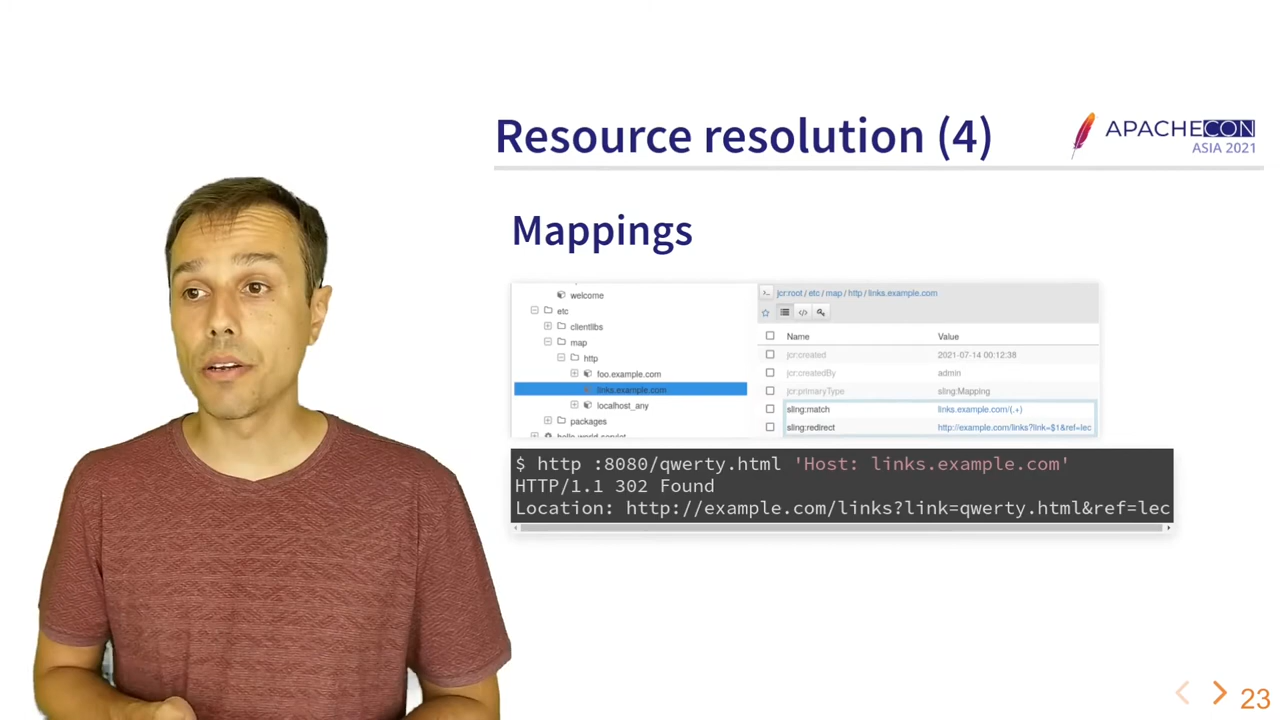 Resource resolution (4)
APACHECON
ASIA 2021
Mappings
welcome
etc
clientlibs
map
http
foo.example.com
links.example.com
localhost_any
packages
hello-world-servlet
jcr:root / etc / map / http / links.example.com
Name Value
jcr:created 2021-07-14 00:12:38
jcr:createdBy admin
jcr:primaryType sling:Mapping
sling:match links.example.com/(.+)
sling:redirect http://example.com/links?link=$1&ref=lec
$ http :8080/qwerty.html 'Host: links.example.com'
HTTP/1.1 302 Found
Location: http://example.com/links?link=qwerty.html&ref=lec
23